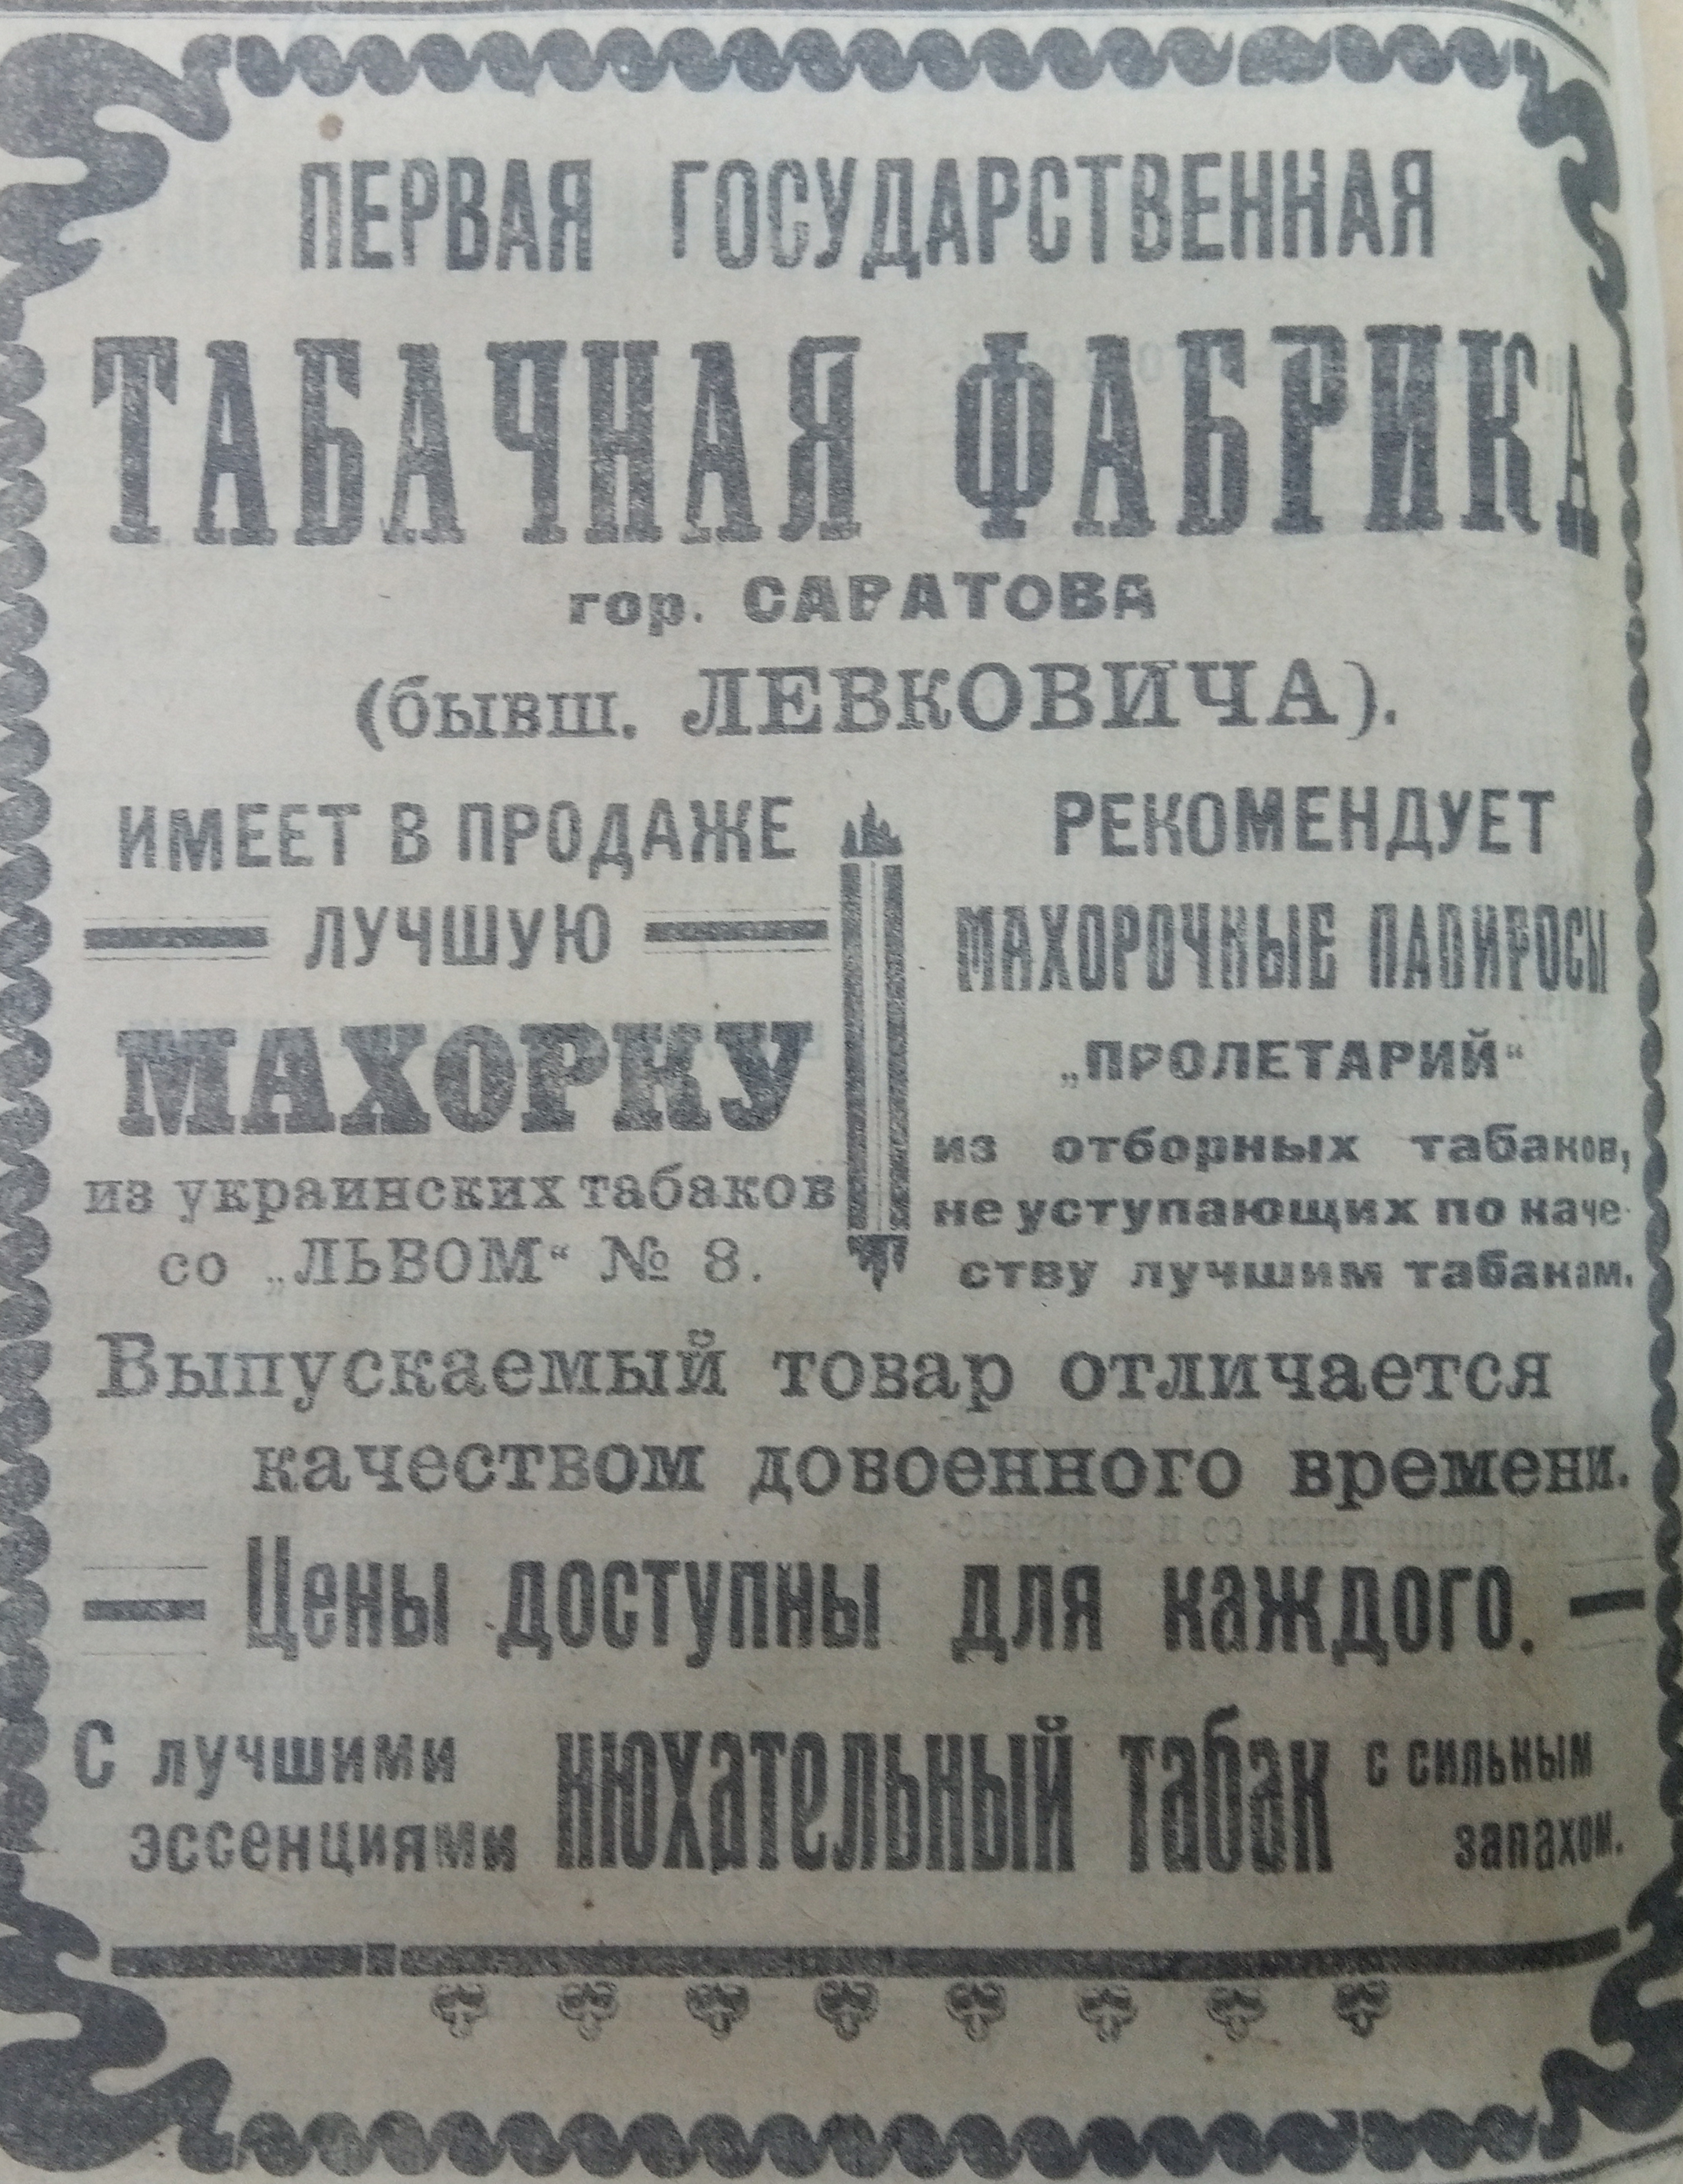 ПЕРВАЯ ГОСУДАРСТВЕННАЯ
ТАБАЧНАЯ ФАБРИКА
гор. САРАТОВА
(бывш. ЛЕВКОВИЧА).
ИМЕЕТ В ПРОДАЖЕ
ЛУЧШУЮ
МАХОРКУ
из украинских табаков
со „ЛЬВОМ“ № 8.
РЕКОМЕНДУЕТ
МАХОРОЧНЫЕ ПАПИРОСЫ
„ПРОЛЕТАРИЙ“
из отборных табаков,
не уступающих по каче-
ству лучшим табакам.
Выпускаемый товар отличается
качеством довоенного времени.
Цены доступны для каждого.
С лучшими
эссенциями
нюхательный табак
с сильным
запахом.